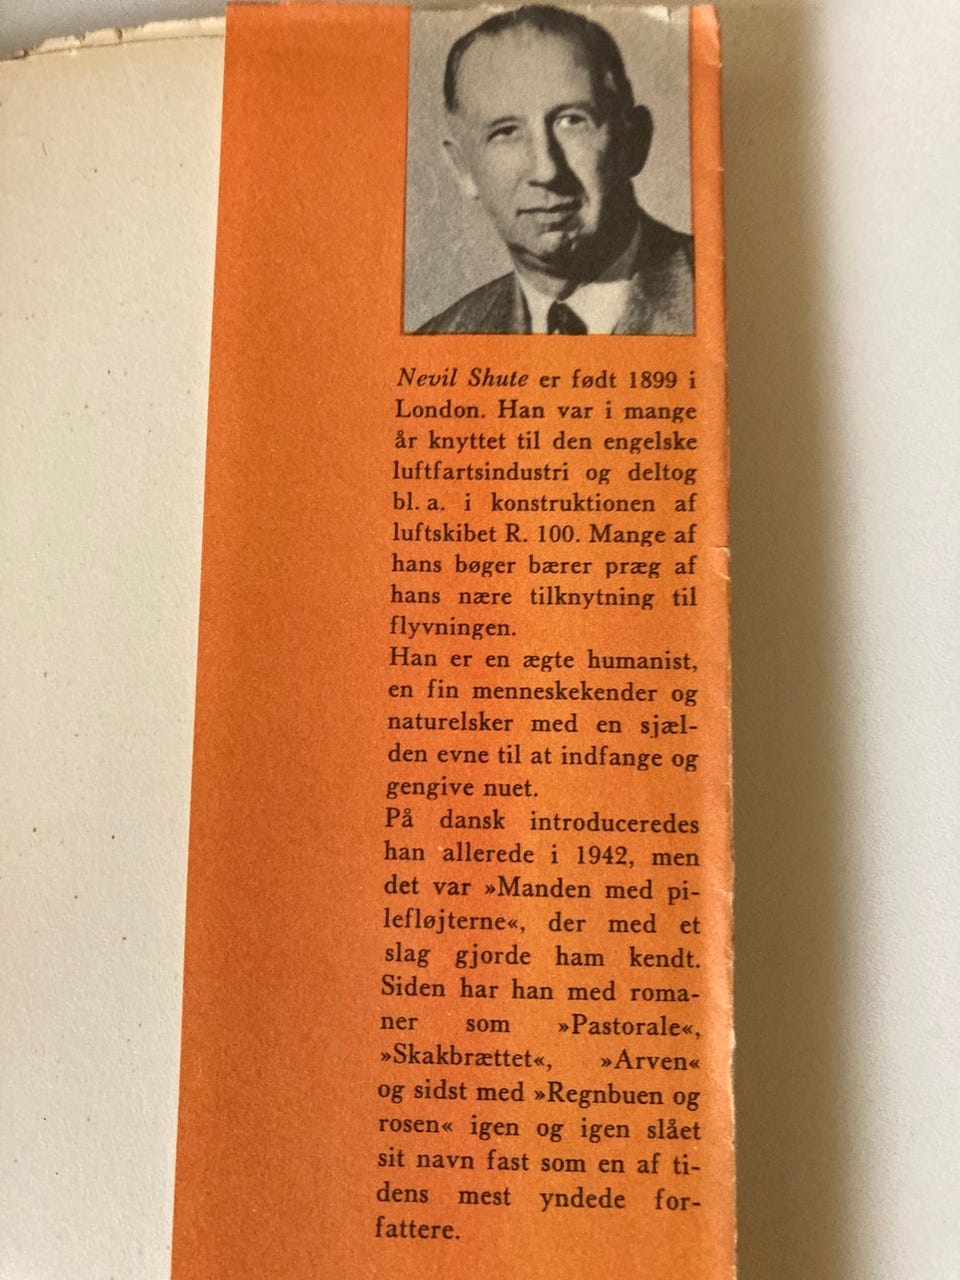 Nevil Shute er født 1899 i
London. Han var i mange
år knyttet til den engelske
luftfartsindustri og deltog
bl. a. i konstruktionen af
luftskibet R. 100. Mange af
hans bøger bærer præg af
hans nære tilknytning til
flyvningen.
Han er en ægte humanist,
en fin menneskekender og
naturelsker med en sjæl-
den evne til at indfange og
gengive nuet.
På dansk introduceredes
han allerede i 1942, men
det var »Manden med pi-
lefløjterne«, der med et
slag gjorde ham kendt.
Siden har han med roma-
ner som »Pastorale«,
»Skakbrættet«, »Arven«
og sidst med »Regnbuen og
rosen« igen og igen slået
sit navn fast som en af ti-
dens mest yndede for-
fattere.